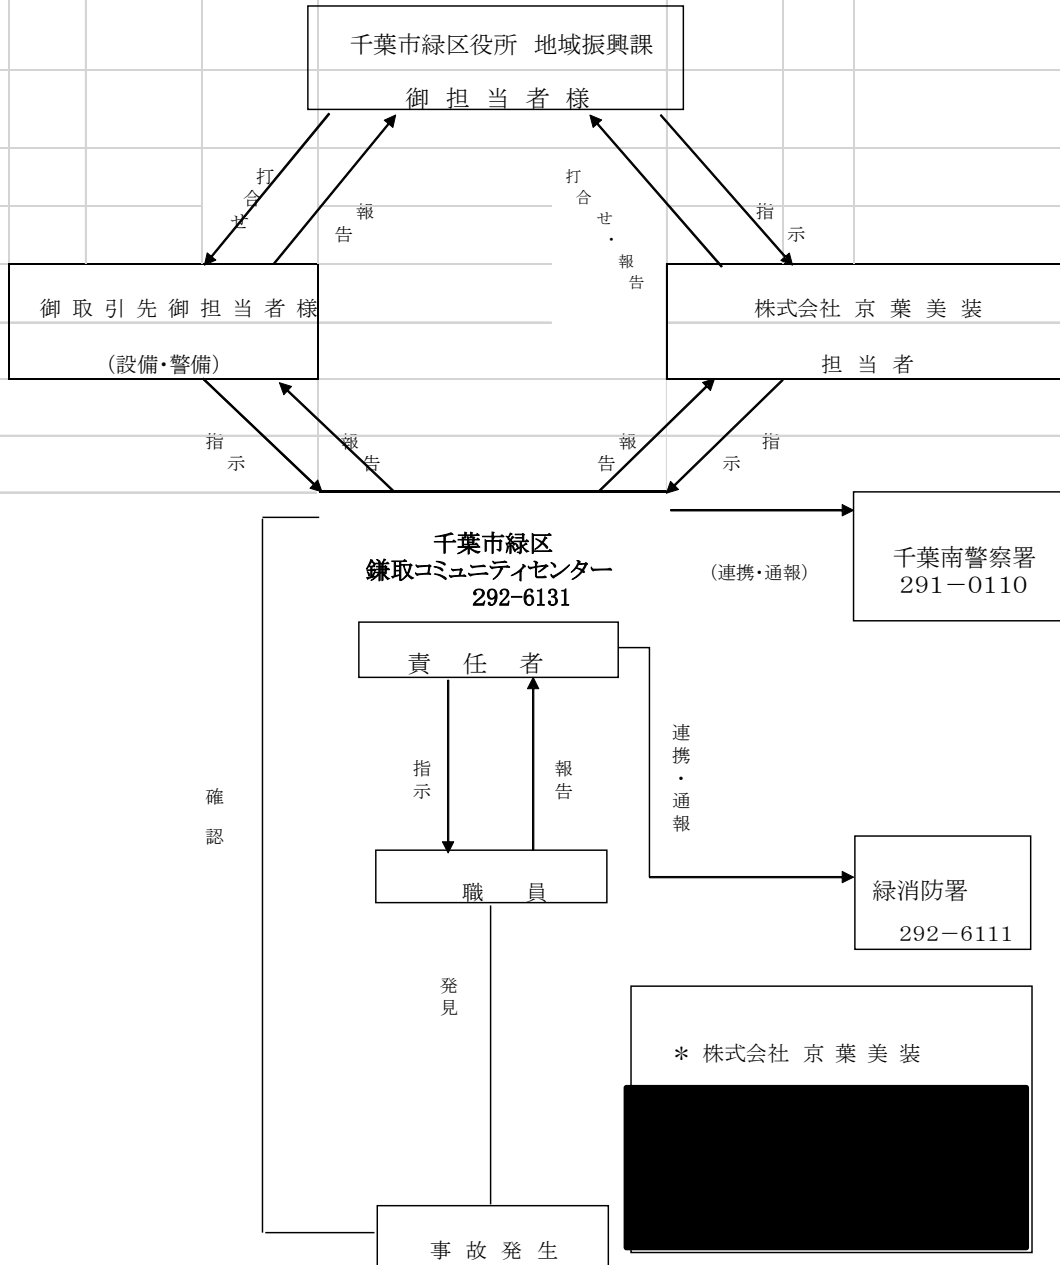 千葉市緑区役所 地域振興課
御 担 当 者 様
打合せ
報告
打合せ・報告
指示
御 取 引 先 御 担 当 者 様
(設備・警備)
株式会社 京 葉 美 装
担 当 者
指示
報告
報告
指示
千葉市緑区
鎌取コミュニティセンター
292-6131
(連携・通報)
千葉南警察署
291－0110
責 任 者
指示
報告
連携・通報
確認
職 員
緑消防署
292－6111
発見
＊ 株式会社 京 葉 美 装
事 故 発 生